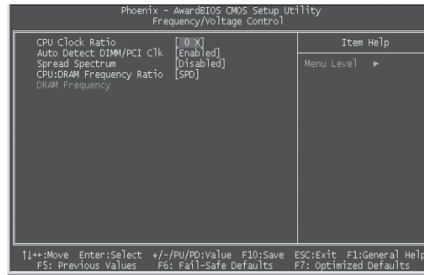 Phoenix - AwardBIOS CMOS Setup Utility
Frequency/Voltage Control
CPU Clock Ratio [ 0 X]
Auto Detect DIMM/PCI Clk [Enabled]
Spread Spectrum [Disabled]
CPU:DRAM Frequency Ratio [SPD]
DRAM Frequency
Item Help
Menu Level ►
↑↓↔:Move Enter:Select +/-/PU/PD:Value F10:Save ESC:Exit F1:General Help
F5: Previous Values F6: Fail-Safe Defaults F7: Optimized Defaults